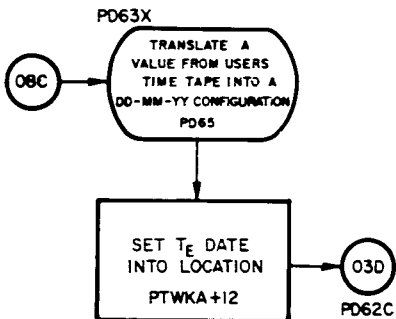 PD63X
TRANSLATE A
VALUE FROM USERS
TIME TAPE INTO A
DD-MM-YY CONFIGURATION
PD65
08C
SET TE DATE
INTO LOCATION
PTWKA+12
03D
PD62C